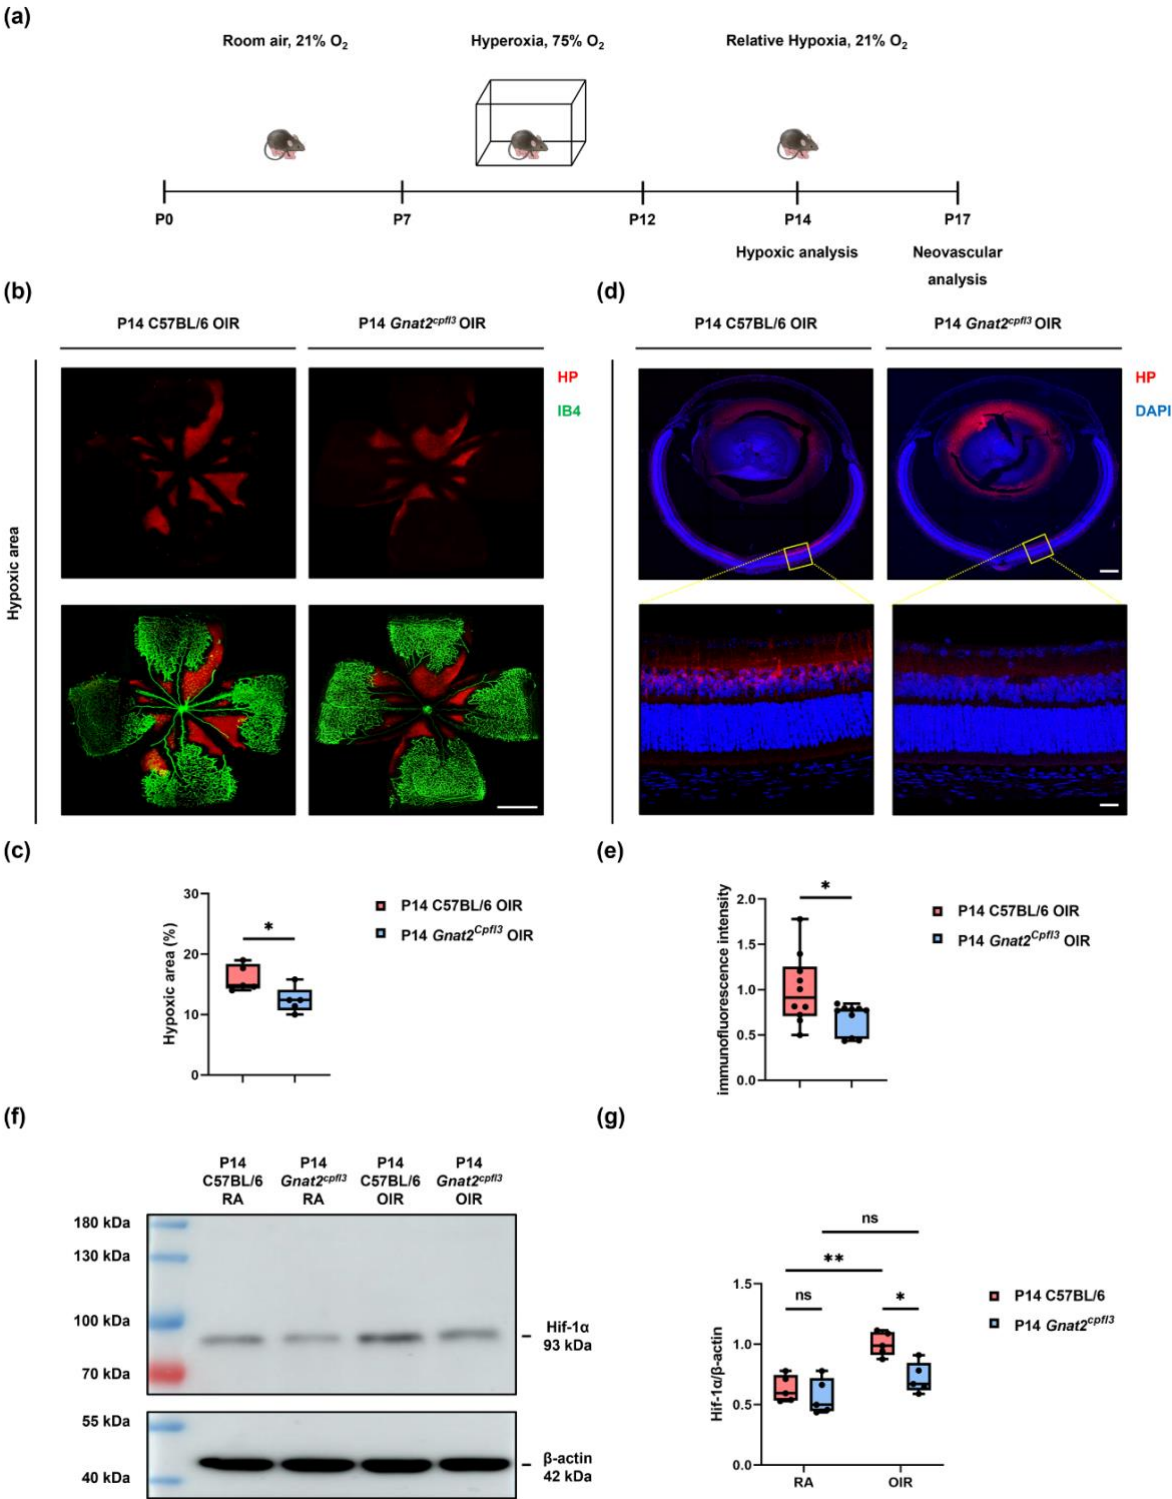 (a)
Room air, 21% O₂
Hyperoxia, 75% O₂
Relative Hypoxia, 21% O₂
P0
P7
P12
P14
P17
Hypoxic analysis
Neovascular
analysis
(b)
P14 C57BL/6 OIR
P14 Gnat2ᶜᵖᶠˡ³ OIR
HP
IB4
Hypoxic area
(d)
P14 C57BL/6 OIR
P14 Gnat2ᶜᵖᶠˡ³ OIR
HP
DAPI
(c)
Hypoxic area (%)
30
20
10
0
*
P14 C57BL/6 OIR
P14 Gnat2ᶜᵖᶠˡ³ OIR
(e)
immunofluorescence intensity
2.0
1.5
1.0
0.5
0.0
*
P14 C57BL/6 OIR
P14 Gnat2ᶜᵖᶠˡ³ OIR
(f)
P14
C57BL/6
RA
P14
Gnat2ᶜᵖᶠˡ³
RA
P14
C57BL/6
OIR
P14
Gnat2ᶜᵖᶠˡ³
OIR
180 kDa
130 kDa
100 kDa
70 kDa
55 kDa
40 kDa
Hif-1α
93 kDa
β-actin
42 kDa
(g)
Hif-1α/β-actin
1.5
1.0
0.5
0.0
ns
**
ns
*
RA
OIR
P14 C57BL/6
P14 Gnat2ᶜᵖᶠˡ³